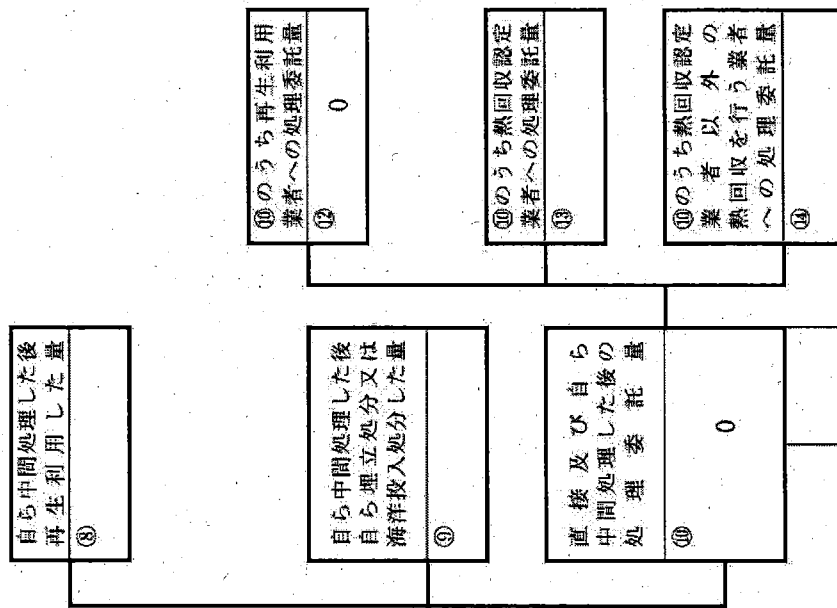 自ら中間処理した後
再生利用した量
⑧
自ら中間処理した後
自ら埋立処分又は
海洋投入処分した量
⑨
直接及び自ら
中間処理した後の
処理委託量
⑩
0
⑩のうち再生利用
業者への処理委託量
⑫
0
⑩のうち熱回収認定
業者への処理委託量
⑬
⑩のうち熱回収認定
業者以外の
熱回収を行う業者
への処理委託量
⑭